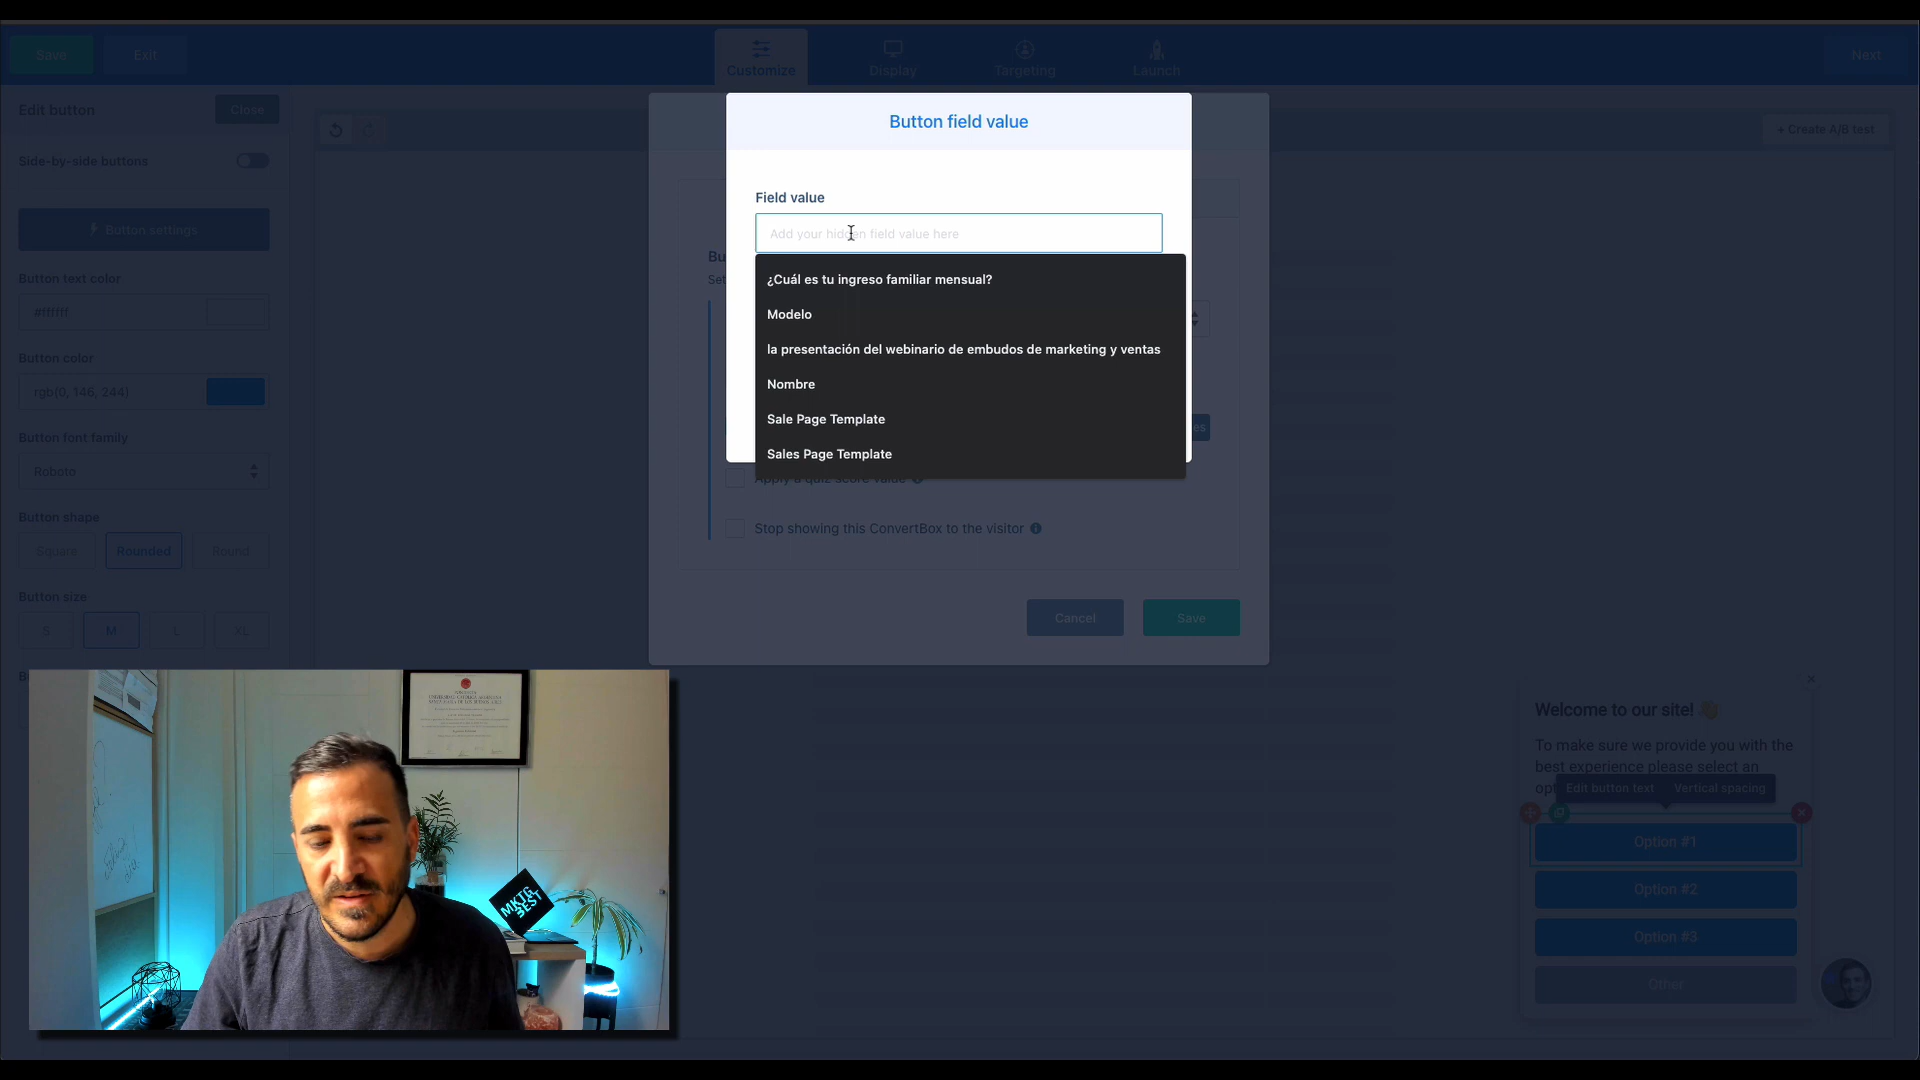 Save
Exit
Customize
Display
Targeting
Launch
Next
Edit button
Close
Side-by-side buttons
Button settings
Button text color
#ffffff
Button color
rgb(0, 146, 244)
Button font family
Roboto
Button shape
Square
Rounded
Round
Button size
S
M
L
XL
+ Create A/B test
Button field value
Field value
Add your hidden field value here
¿Cuál es tu ingreso familiar mensual?
Modelo
la presentación del webinario de embudos de marketing y ventas
Nombre
Sale Page Template
Sales Page Template
Apply a quiz score value
Stop showing this ConvertBox to the visitor
Cancel
Save
MKTG
BEST
Welcome to our site! 👋
To make sure we provide you with the
best experience please select an
Edit button text
Vertical spacing
Option #1
Option #2
Option #3
Other